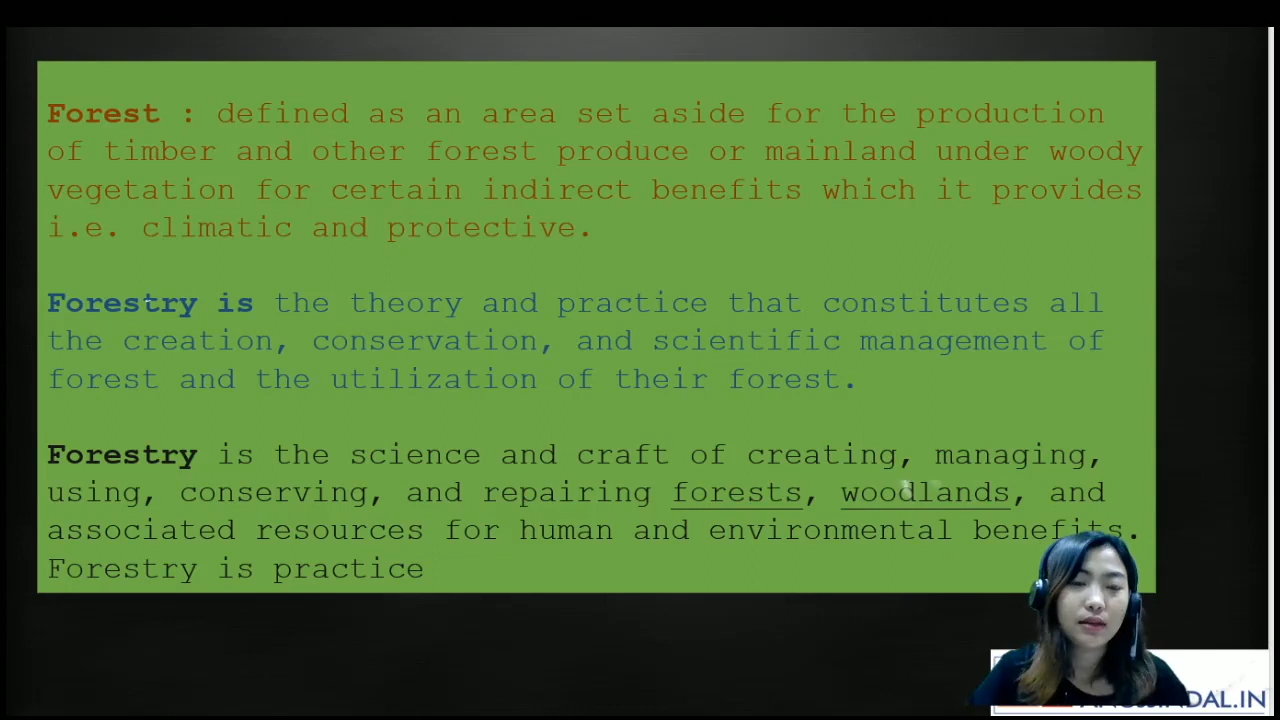 Forest : defined as an area set aside for the production
of timber and other forest produce or mainland under woody
vegetation for certain indirect benefits which it provides
i.e. climatic and protective.
Forestry is the theory and practice that constitutes all
the creation, conservation, and scientific management of
forest and the utilization of their forest.
Forestry is the science and craft of creating, managing,
using, conserving, and repairing forests, woodlands, and
associated resources for human and environmental benefits.
Forestry is practice